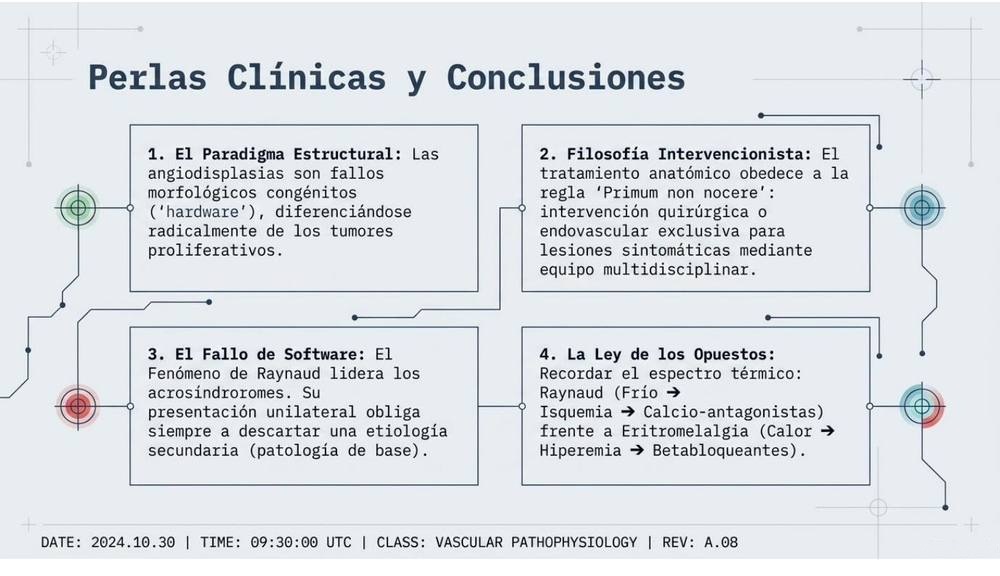 Perlas Clínicas y Conclusiones
1. El Paradigma Estructural: Las
angiodisplasias son fallos
morfológicos congénitos
(‘hardware’), diferenciándose
radicalmente de los tumores
proliferativos.
2. Filosofía Intervencionista: El
tratamiento anatómico obedece a la
regla ‘Primum non nocere’:
intervención quirúrgica o
endovascular exclusiva para
lesiones sintomáticas mediante
equipo multidisciplinar.
3. El Fallo de Software: El
Fenómeno de Raynaud lidera los
acrosíndroromes. Su
presentación unilateral obliga
siempre a descartar una etiología
secundaria (patología de base).
4. La Ley de los Opuestos:
Recordar el espectro térmico:
Raynaud (Frío ➔
Isquemia ➔ Calcio-antagonistas)
frente a Eritromelalgia (Calor ➔
Hiperemia ➔ Betabloqueantes).
DATE: 2024.10.30 | TIME: 09:30:00 UTC | CLASS: VASCULAR PATHOPHYSIOLOGY | REV: A.08